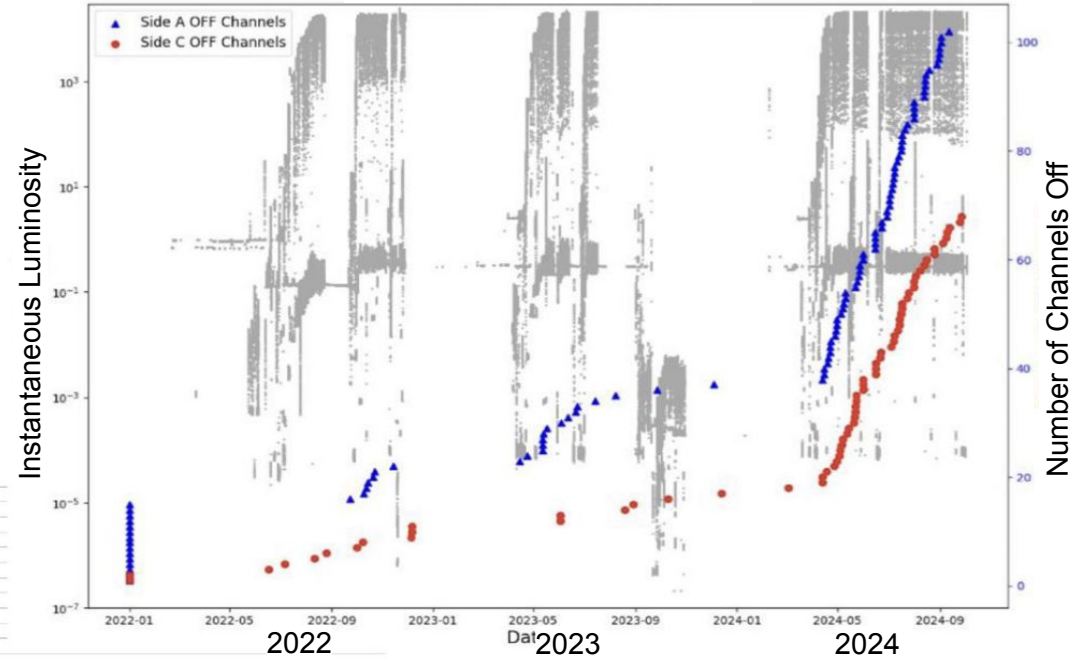 Side A OFF Channels
Side C OFF Channels
Instantaneous Luminosity
10³
10¹
10⁻¹
10⁻³
10⁻⁵
10⁻⁷
100
80
60
40
20
0
Number of Channels Off
2022-01 2022-05 2022-09 2023-01 2023-05 2023-09 2024-01 2024-05 2024-09
Dat
2022 2023 2024